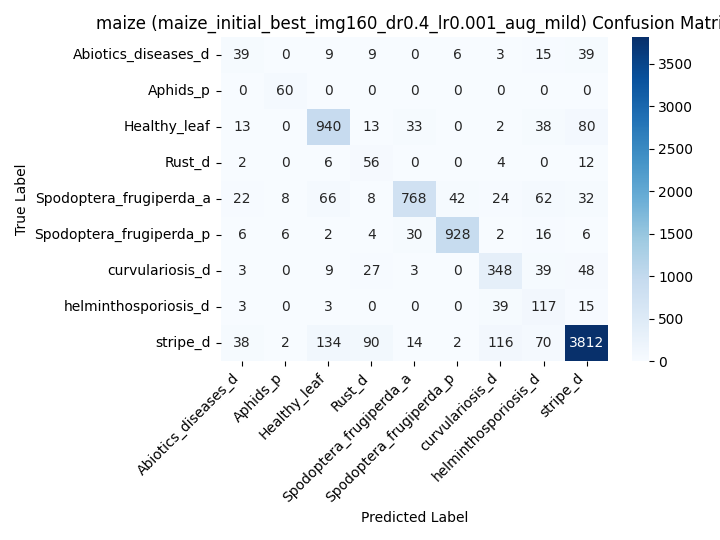 maize (maize_initial_best_img160_dr0.4_lr0.001_aug_mild) Confusion Matri
True Label
Abiotics_diseases_d 39 0 9 9 0 6 3 15 39
Aphids_p 0 60 0 0 0 0 0 0 0
Healthy_leaf 13 0 940 13 33 0 2 38 80
Rust_d 2 0 6 56 0 0 4 0 12
Spodoptera_frugiperda_a 22 8 66 8 768 42 24 62 32
Spodoptera_frugiperda_p 6 6 2 4 30 928 2 16 6
curvulariosis_d 3 0 9 27 3 0 348 39 48
helminthosporiosis_d 3 0 3 0 0 0 39 117 15
stripe_d 38 2 134 90 14 2 116 70 3812
Abiotics_diseases_d
Aphids_p
Healthy_leaf
Rust_d
Spodoptera_frugiperda_a
Spodoptera_frugiperda_p
curvulariosis_d
helminthosporiosis_d
stripe_d
Predicted Label
3500
3000
2500
2000
1500
1000
500
0